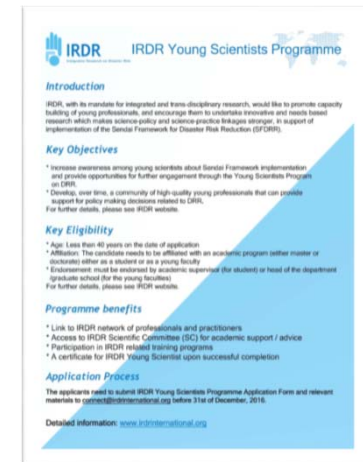 IRDR
Integrated Research on Disaster Risk
IRDR Young Scientists Programme
Introduction
IRDR, with its mandate for integrated and trans-disciplinary research, would like to promote capacity
building of young professionals, and encourage them to undertake innovative and needs based
research which makes science-policy and science-practice linkages stronger, in support of
implementation of the Sendai Framework for Disaster Risk Reduction (SFDRR).
Key Objectives
* Increase awareness among young scientists about Sendai Framework implementation
and provide opportunities for further engagement through the Young Scientists Program
on DRR.
* Develop, over time, a community of high-quality young professionals that can provide
support for policy making decisions related to DRR.
For further details, please see IRDR website.
Key Eligibility
* Age: Less then 40 years on the date of application
* Affiliation: The candidate needs to be affiliated with an academic program (either master or
doctorate) either as a student or as a young faculty
* Endorsement: must be endorsed by academic supervisor (for student) or head of the department
/graduate school (for the young faculties)
For further details, please see IRDR website.
Programme benefits
* Link to IRDR network of professionals and practitioners
* Access to IRDR Scientific Committee (SC) for academic support / advice
* Participation in IRDR related training programs
* A certificate for IRDR Young Scientist upon successful completion
Application Process
The applicants need to submit IRDR Young Scientists Programme Application Form and relevant
materials to connect@irdrinternational.org before 31st of December, 2016.
Detailed information: www.irdrinternational.org